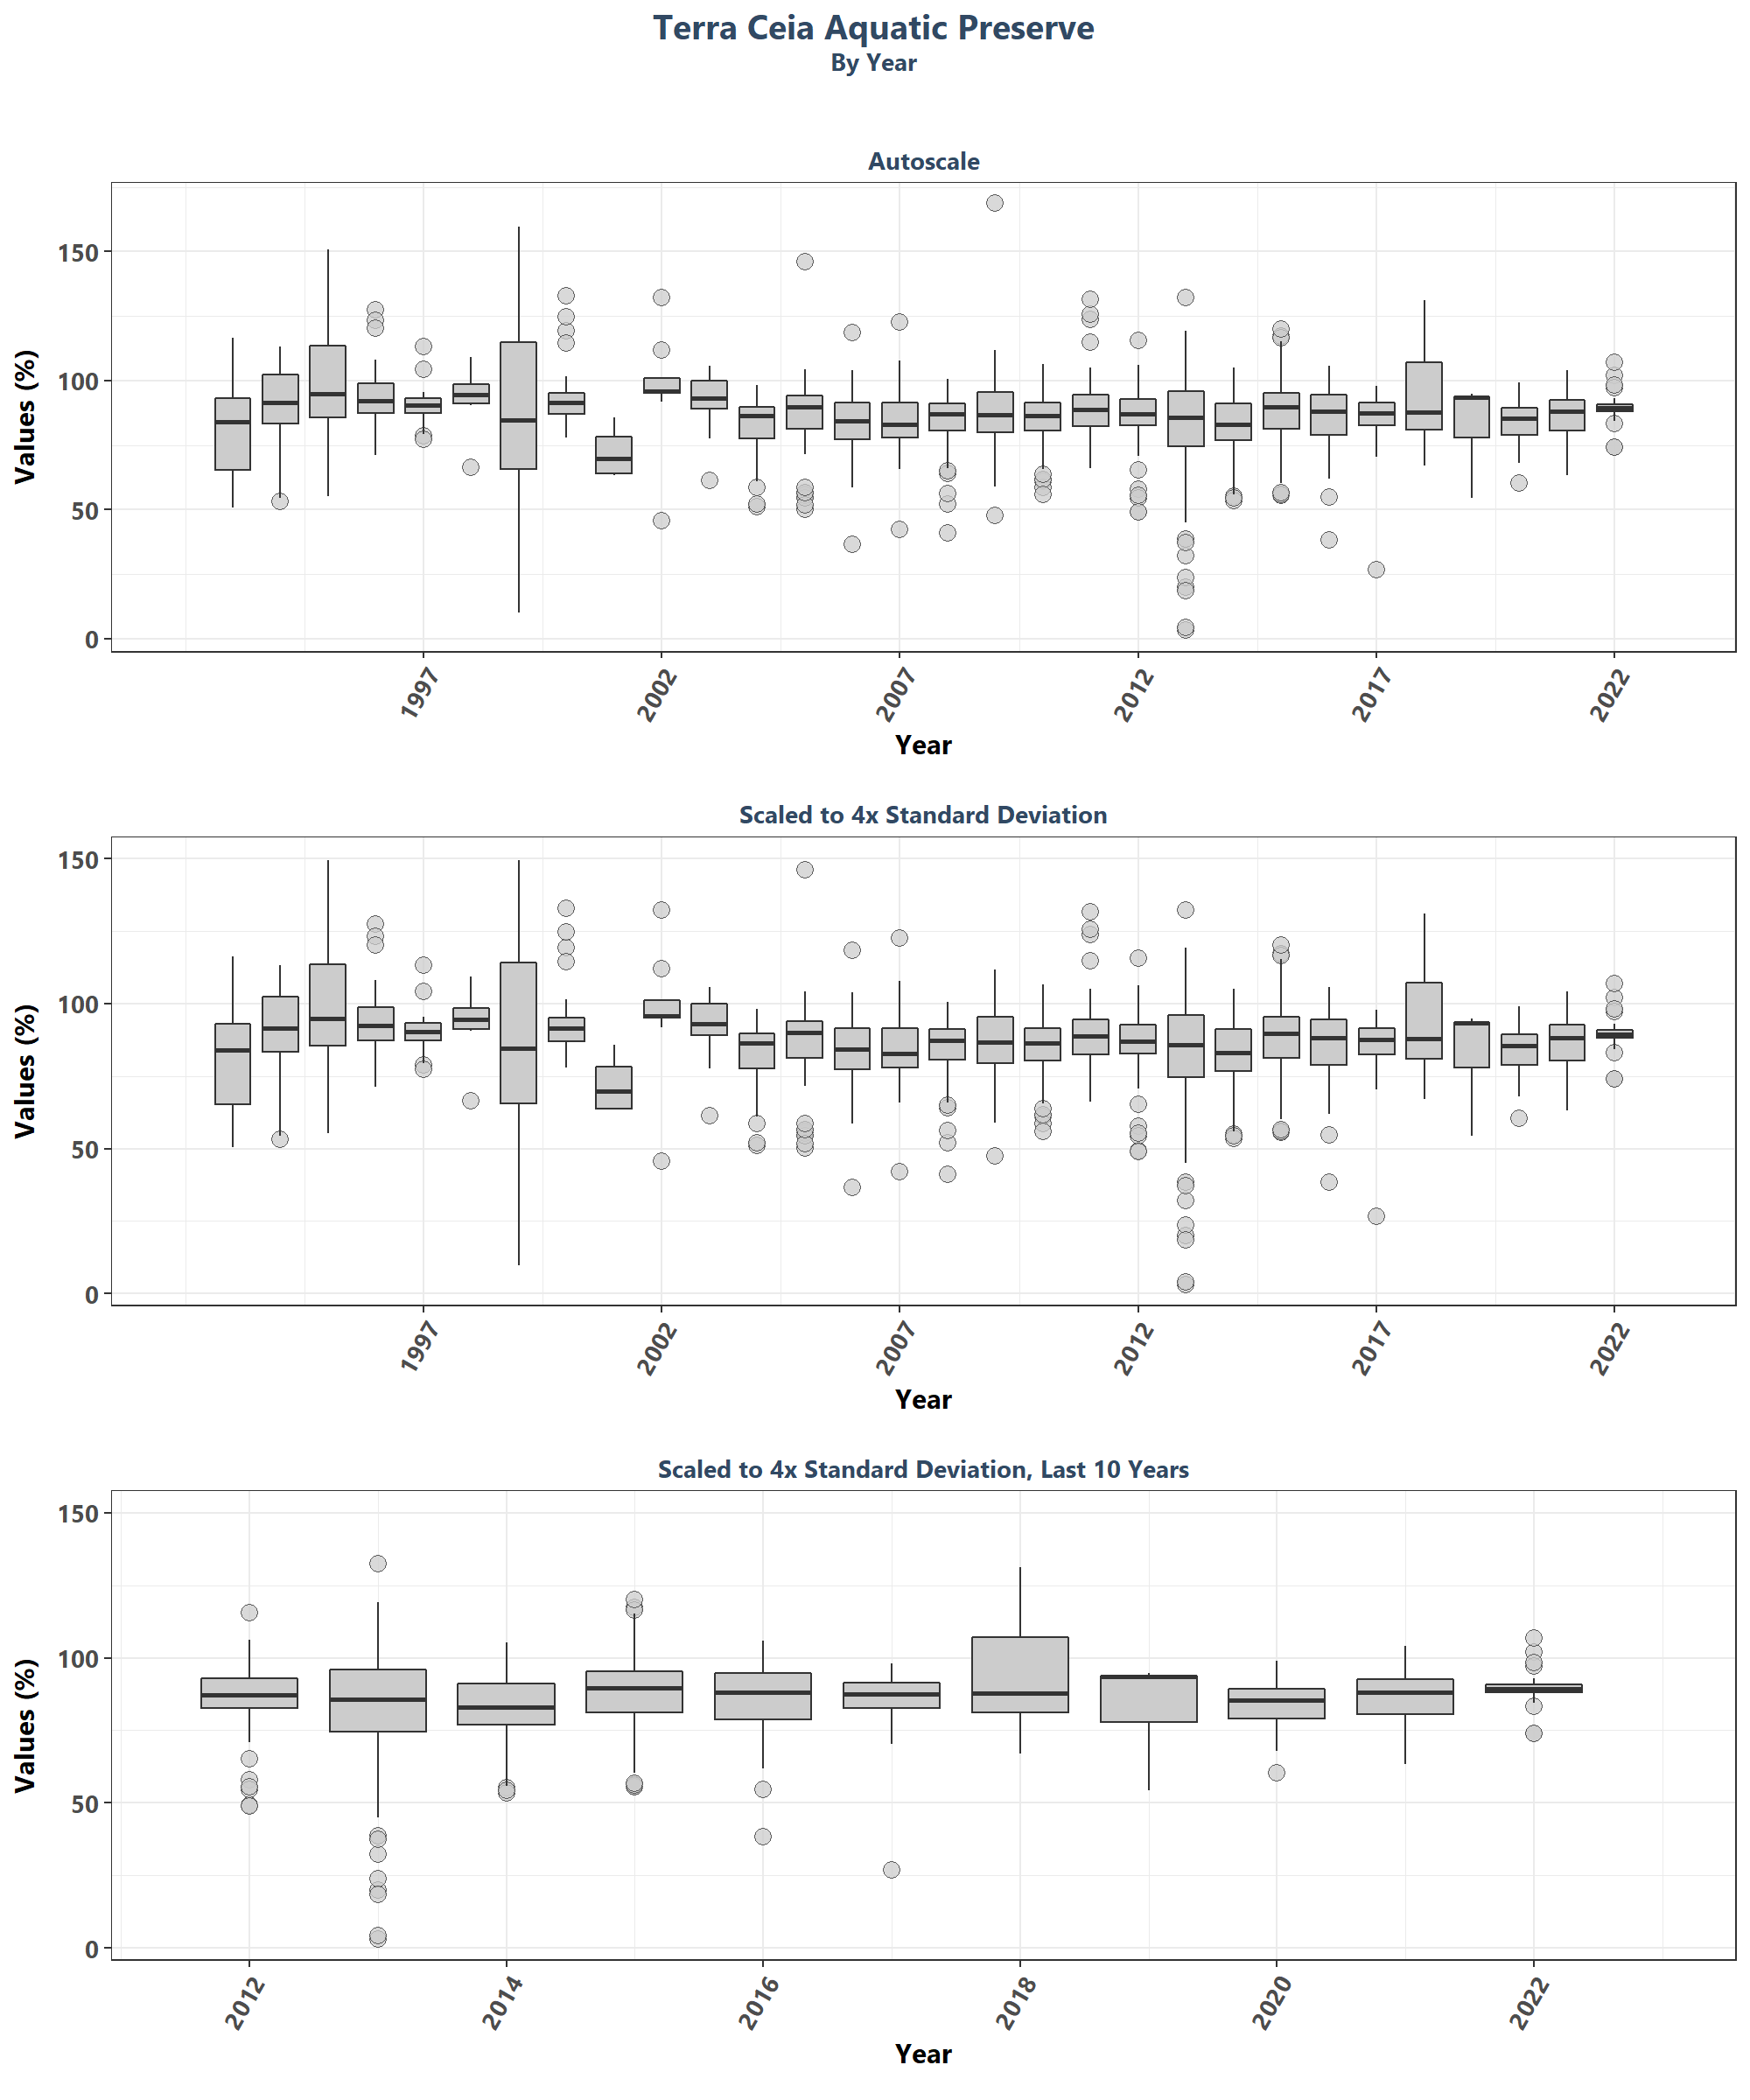 Terra Ceia Aquatic Preserve
By Year
Autoscale
Values (%)
150
100
50
0
1997
2002
2007
2012
2017
2022
Year
Scaled to 4x Standard Deviation
Values (%)
150
100
50
0
1997
2002
2007
2012
2017
2022
Year
Scaled to 4x Standard Deviation, Last 10 Years
Values (%)
150
100
50
0
2012
2014
2016
2018
2020
2022
Year